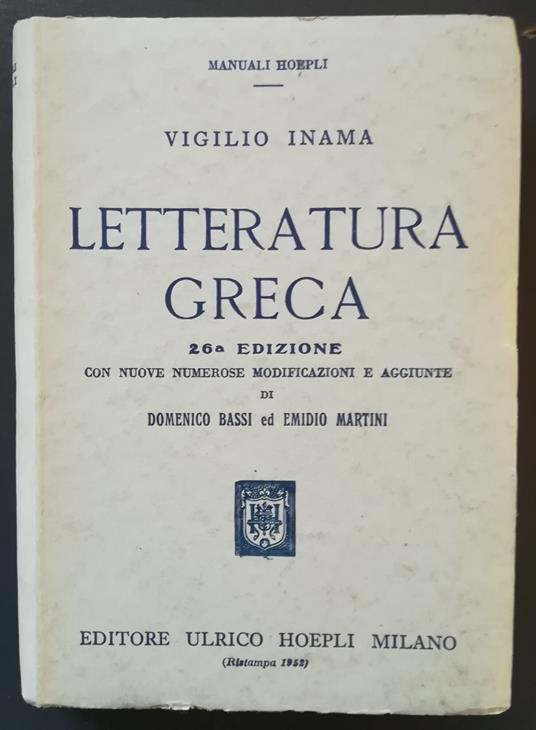 MANUALI HOEPLI
VIGILIO INAMA
LETTERATURA
GRECA
26a EDIZIONE
CON NUOVE NUMEROSE MODIFICAZIONI E AGGIUNTE
DI
DOMENICO BASSI ed EMIDIO MARTINI
EDITORE ULRICO HOEPLI MILANO
(Ristampa 1952)